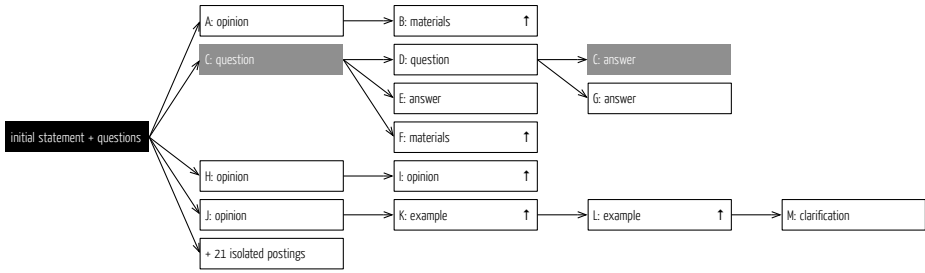 A: opinion
B: materials ↑
C: question
D: question
C: answer
E: answer
G: answer
initial statement + questions
F: materials ↑
H: opinion
I: opinion ↑
J: opinion
K: example ↑
L: example ↑
M: clarification
+ 21 isolated postings